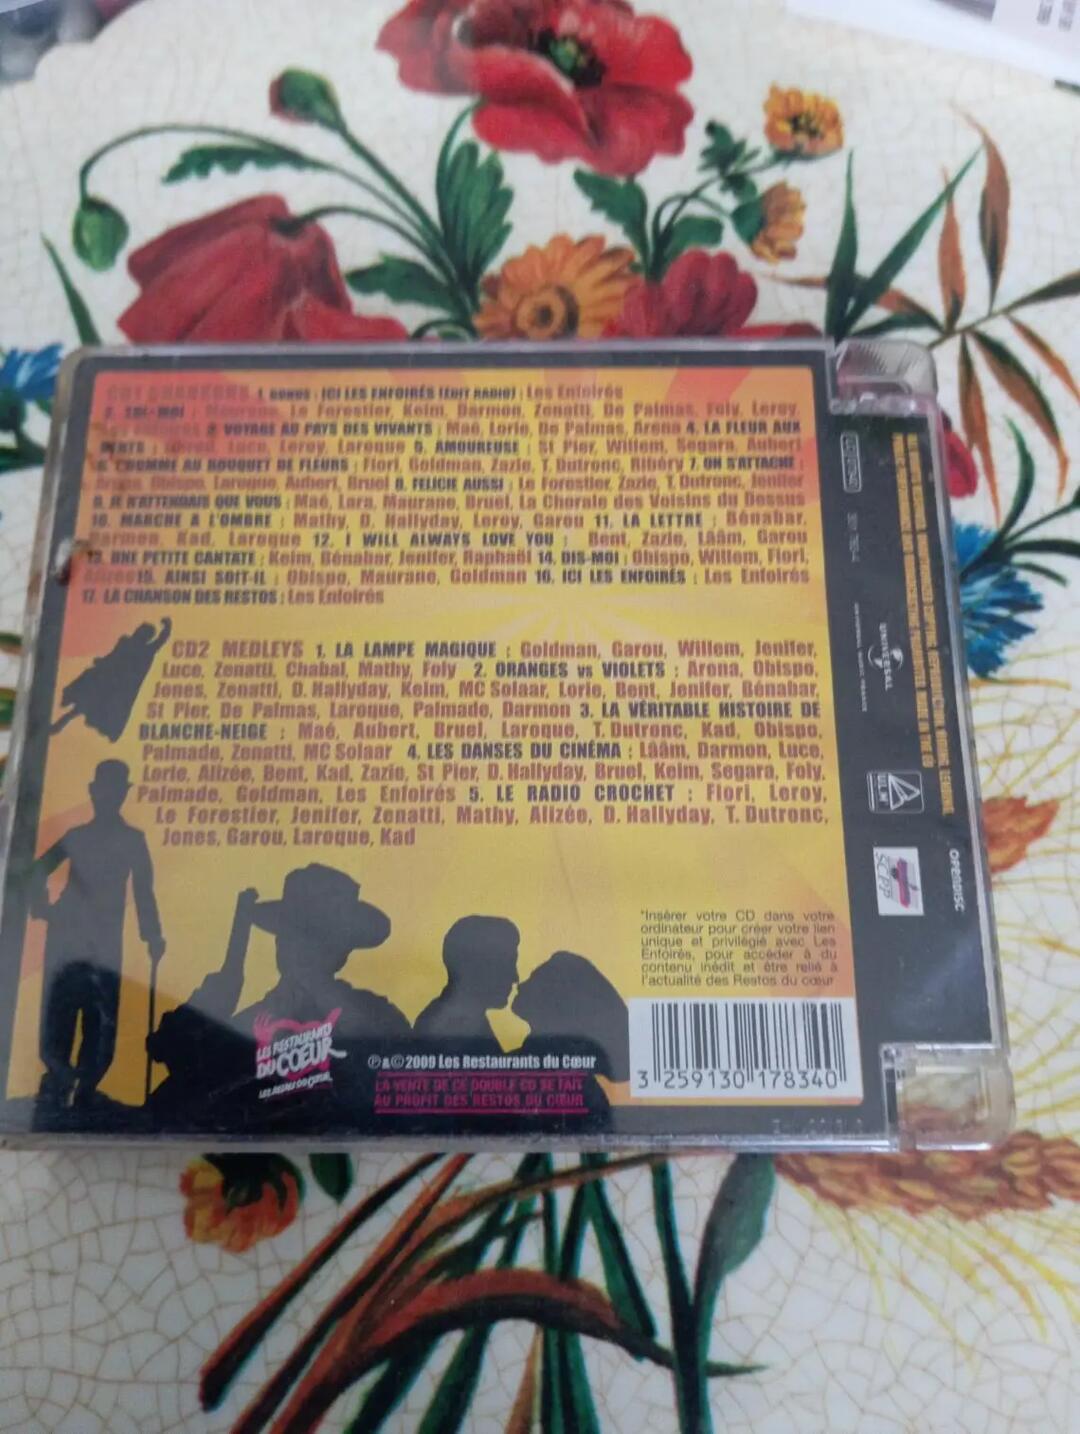 CD1 CHANSONS 1. BONUS : ICI LES ENFOIRÉS (EDIT RADIO) : Les Enfoirés
2. TOI+MOI : Maurane, Le Forestier, Keim, Darmon, Zenatti, De Palmas, Foly, Leroy,
Les Enfoirés 3. VOYAGE AU PAYS DES VIVANTS : Maé, Lorie, De Palmas, Arena 4. LA FLEUR AUX
DENTS : Luce, Leroy, Laroque 5. AMOUREUSE : St Pier, Willem, Segara, Aubert
6. COMME AU BOUQUET DE FLEURS : Fiori, Goldman, Zazie, T. Dutronc, Ribéry 7. ON S'ATTACHE :
Arena, Obispo, Laroque, Aubert, Bruel 8. FELICIE AUSSI : Le Forestier, Zazie, T. Dutronc, Jenifer
9. JE N'ATTENDAIS QUE VOUS : Maé, Lara, Maurane, Bruel, La Chorale des Voisins du Dessus
10. MARCHE A L'OMBRE : Mathy, D. Hallyday, Leroy, Garou 11. LA LETTRE : Bénabar,
Darmon, Kad, Laroque 12. I WILL ALWAYS LOVE YOU : Bent, Zazie, Lââm, Garou
13. UNE PETITE CANTATE : Keim, Bénabar, Jenifer, Raphaël 14. DIS-MOI : Obispo, Willem, Fiori,
Alizée 15. AINSI SOIT-IL : Obispo, Maurane, Goldman 16. ICI LES ENFOIRÉS : Les Enfoirés
17. LA CHANSON DES RESTOS : Les Enfoirés
CD2 MEDLEYS 1. LA LAMPE MAGIQUE : Goldman, Garou, Willem, Jenifer,
Luce, Zenatti, Chabal, Mathy, Foly 2. ORANGES vs VIOLETS : Arena, Obispo,
Jones, Zenatti, D. Hallyday, Keim, MC Solaar, Lorie, Bent, Jenifer, Bénabar,
St Pier, De Palmas, Laroque, Palmade, Darmon 3. LA VÉRITABLE HISTOIRE DE
BLANCHE-NEIGE : Maé, Aubert, Bruel, Laroque, T. Dutronc, Kad, Obispo,
Palmade, Zenatti, MC Solaar 4. LES DANSES DU CINÉMA : Lââm, Darmon, Luce,
Lorie, Alizée, Bent, Kad, Zazie, St Pier, D. Hallyday, Bruel, Keim, Segara, Foly,
Palmade, Goldman, Les Enfoirés 5. LE RADIO CROCHET : Fiori, Leroy,
Le Forestier, Jenifer, Zenatti, Mathy, Alizée, D. Hallyday, T. Dutronc,
Jones, Garou, Laroque, Kad
*Insérer votre CD dans votre
ordinateur pour créer votre lien
unique et privilégié avec Les
Enfoirés, pour accéder à du
contenu inédit et être relié à
l'actualité des Restos du cœur
LES RESTAURANTS
DU CŒUR
LES RELAIS DU CŒUR
℗&©2009 Les Restaurants du Cœur
LA VENTE DE CE DOUBLE CD SE FAIT
AU PROFIT DES RESTOS DU CŒUR
3 259130 178340
UNIVERSAL
ULM
SCPP
OPENDISC